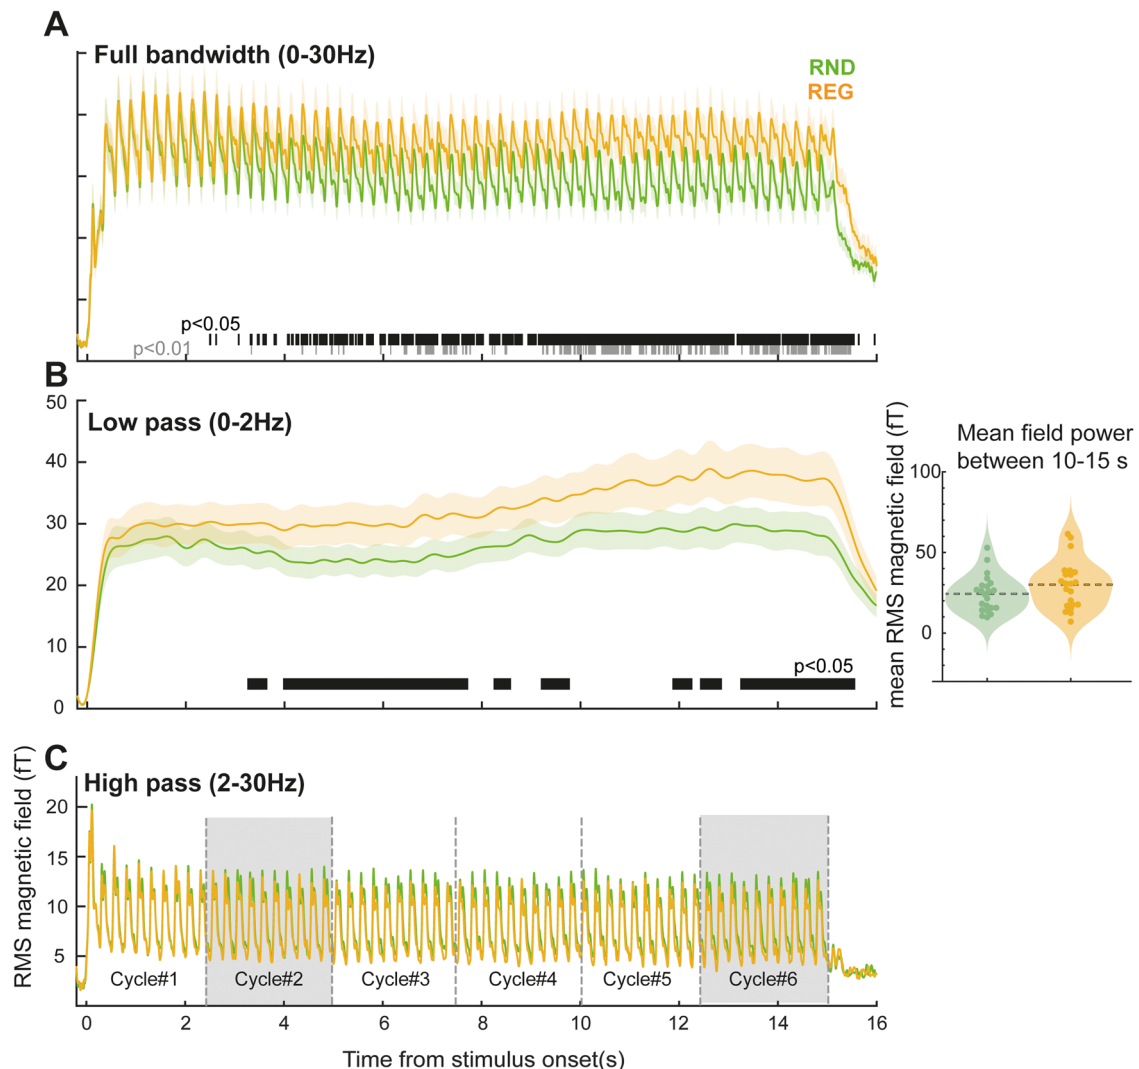 A
Full bandwidth (0-30Hz)
RND
REG
p<0.05
p<0.01
B
Low pass (0-2Hz)
50
40
30
20
10
0
p<0.05
Mean field power
between 10-15 s
mean RMS magnetic field (fT)
100
50
0
C
High pass (2-30Hz)
RMS magnetic field (fT)
20
15
10
5
Cycle#1 Cycle#2 Cycle#3 Cycle#4 Cycle#5 Cycle#6
0 2 4 6 8 10 12 14 16
Time from stimulus onset(s)